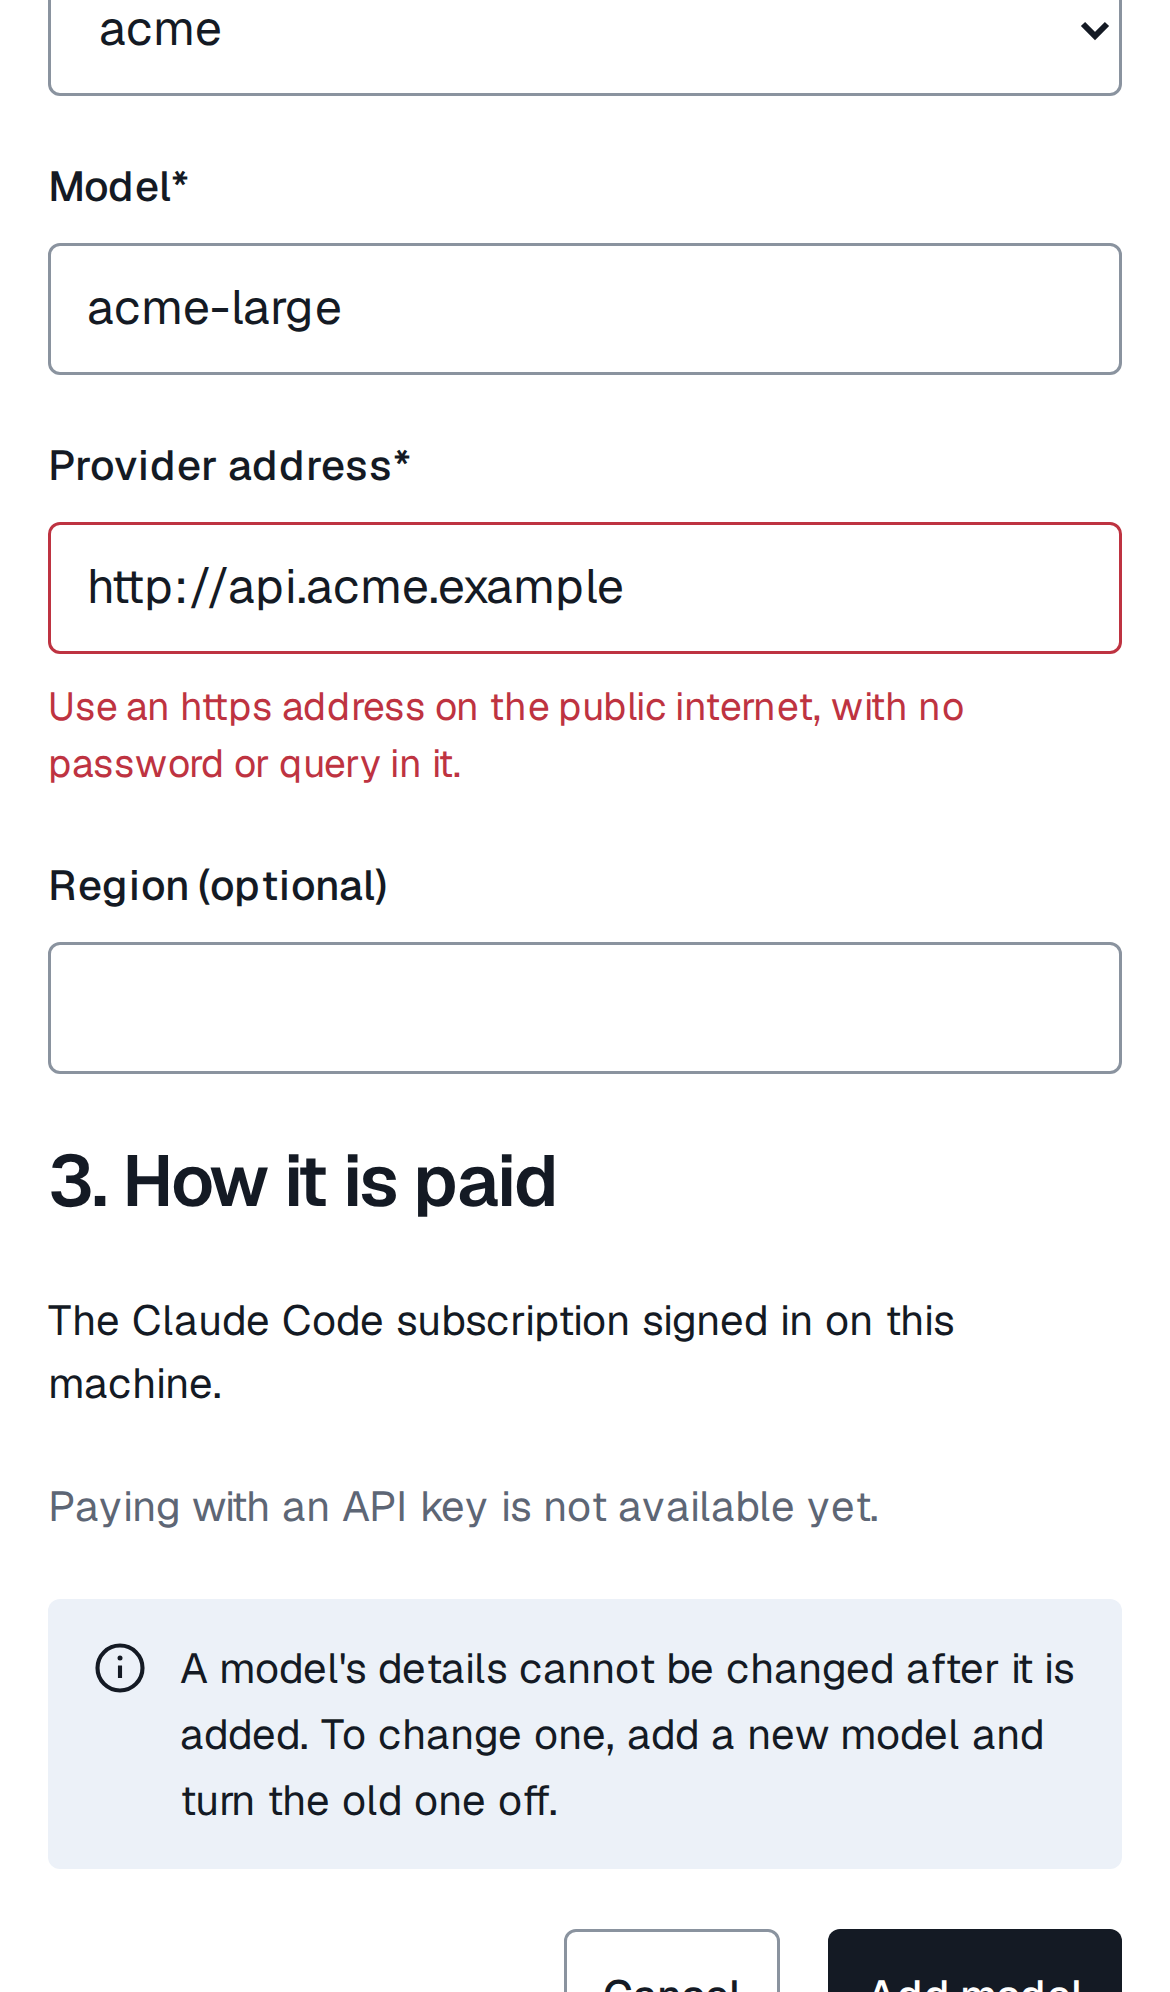 acme
Model*
acme-large
Provider address*
http://api.acme.example
Use an https address on the public internet, with no
password or query in it.
Region (optional)
3. How it is paid
The Claude Code subscription signed in on this
machine.
Paying with an API key is not available yet.
A model's details cannot be changed after it is
added. To change one, add a new model and
turn the old one off.
Cancel
Add model